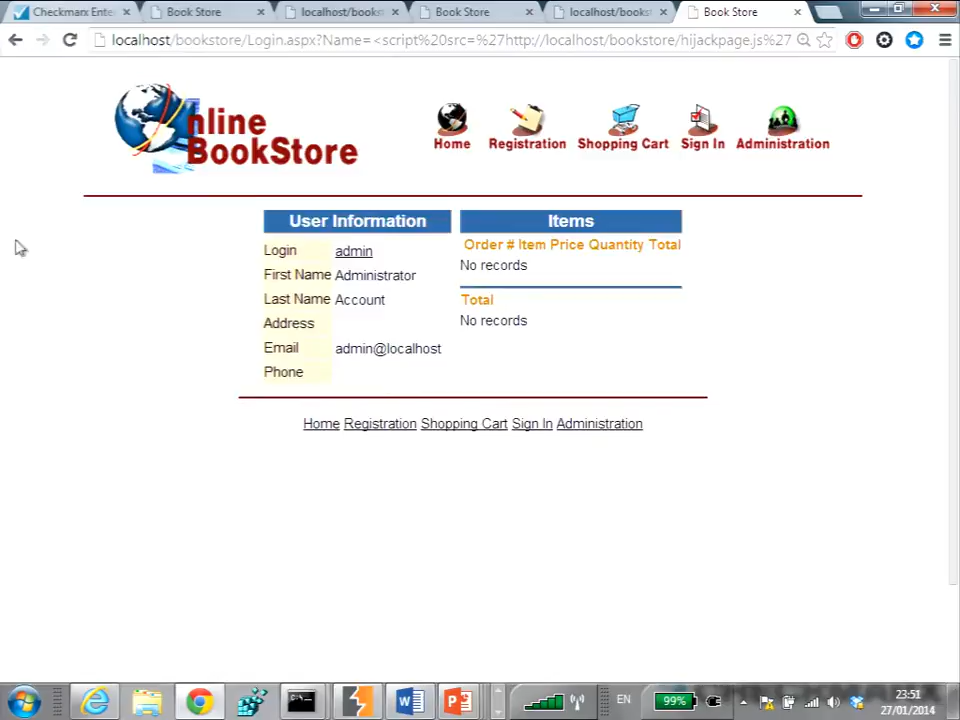 Checkmarx Ente
Book Store
localhost/books
Book Store
localhost/books
Book Store
localhost/bookstore/Login.aspx?Name=<script%20src=%27http://localhost/bookstore/hijackpage.js%27
nline
BookStore
Home
Registration
Shopping Cart
Sign In
Administration
User Information
Login admin
First Name Administrator
Last Name Account
Address
Email admin@localhost
Phone
Items
Order # Item Price Quantity Total
No records
Total
No records
Home Registration Shopping Cart Sign In Administration
EN
99%
23:51
27/01/2014